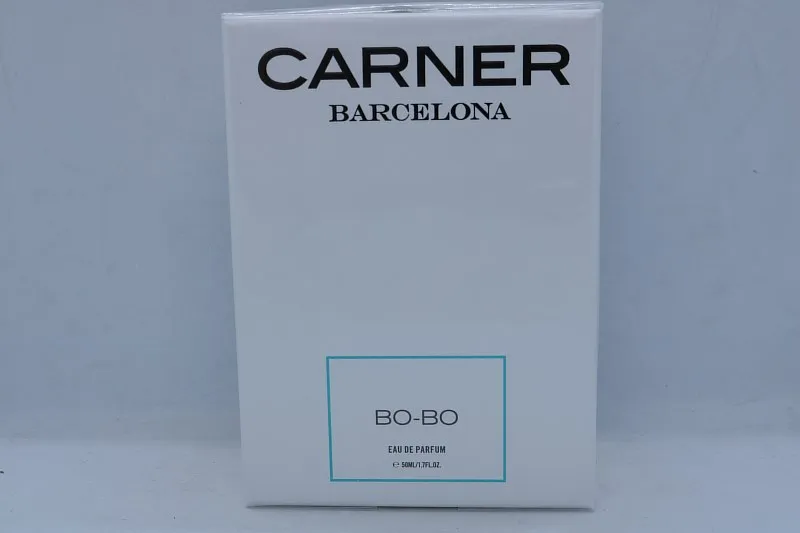 CARNER
BARCELONA
BO-BO
EAU DE PARFUM
℮ 50ML/1.7FL.OZ.